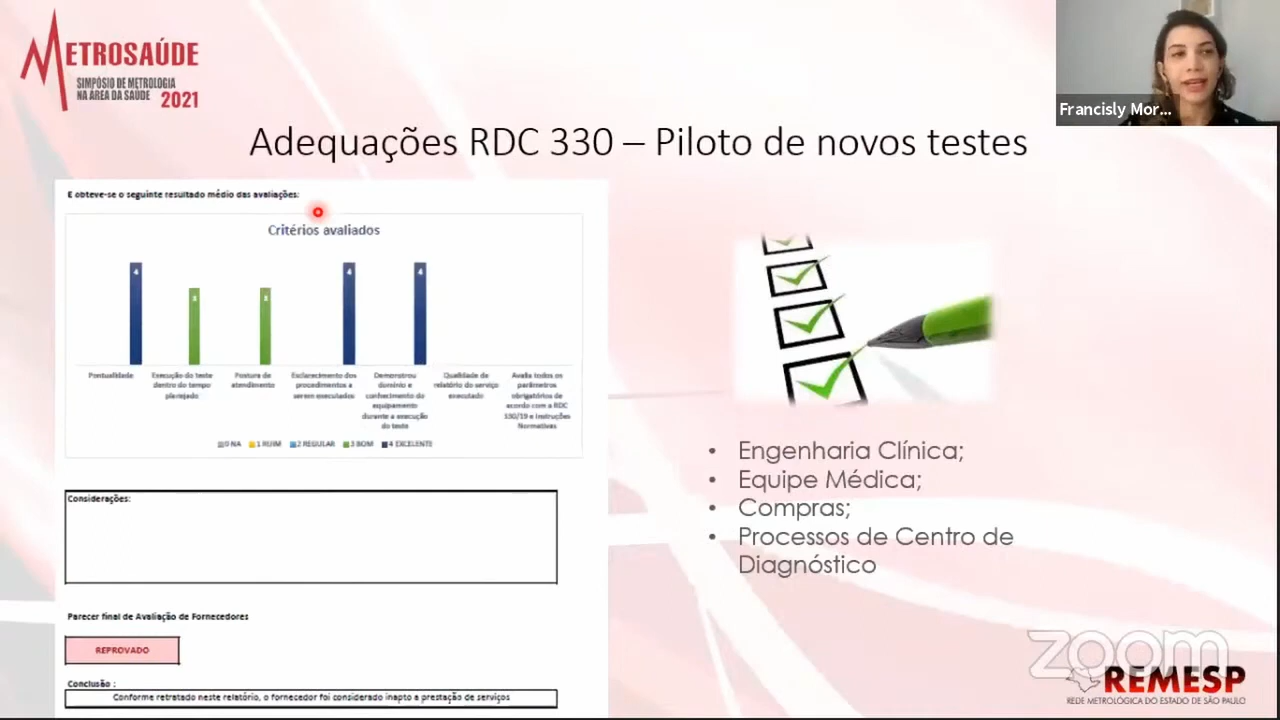 METROSAÚDE
SIMPÓSIO DE METROLOGIA
NA ÁREA DA SAÚDE 2021
Francisly Mor...
Adequações RDC 330 – Piloto de novos testes
E obteve-se o seguinte resultado médio das avaliações:
Critérios avaliados
4
3
3
4
4
Pontualidade
Execução do teste
dentro do tempo
planejado
Postura de
atendimento
Esclarecimento dos
procedimentos a
serem executados
Demonstrou
domínio e
conhecimento do
equipamento
durante a execução
do teste
Qualidade de
relatório do serviço
executado
Avalia todos os
parâmetros
obrigatórios de
acordo com a RDC
330/19 e Instruções
Normativas
0 NA 1 RUIM 2 REGULAR 3 BOM 4 EXCELENTE
Considerações:
Parecer final de Avaliação de Fornecedores
REPROVADO
Conclusão :
Conforme retratado neste relatório, o fornecedor foi considerado inapto a prestação de serviços
• Engenharia Clínica;
• Equipe Médica;
• Compras;
• Processos de Centro de
Diagnóstico
zoom
REMESP
REDE METROLÓGICA DO ESTADO DE SÃO PAULO